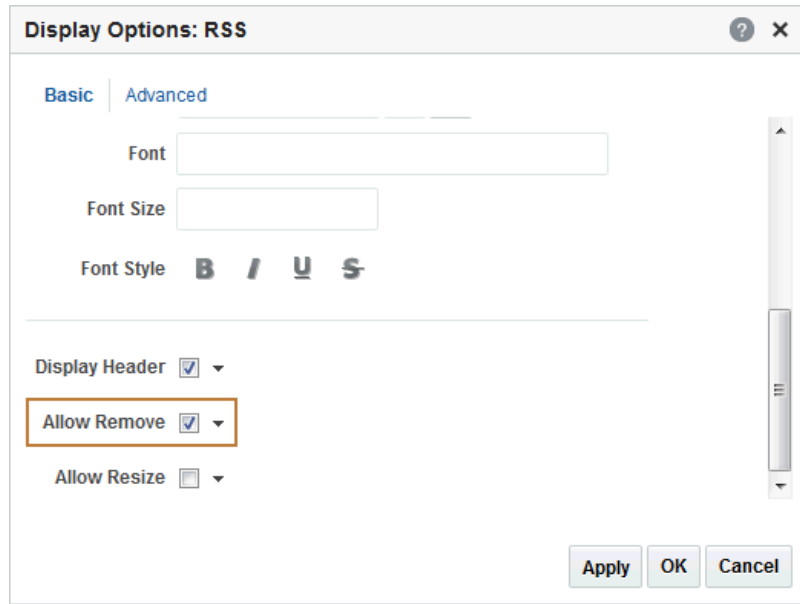 Display Options: RSS ?
Basic Advanced
Font
Font Size
Font Style B I U S
Display Header
Allow Remove
Allow Resize
Apply OK Cancel